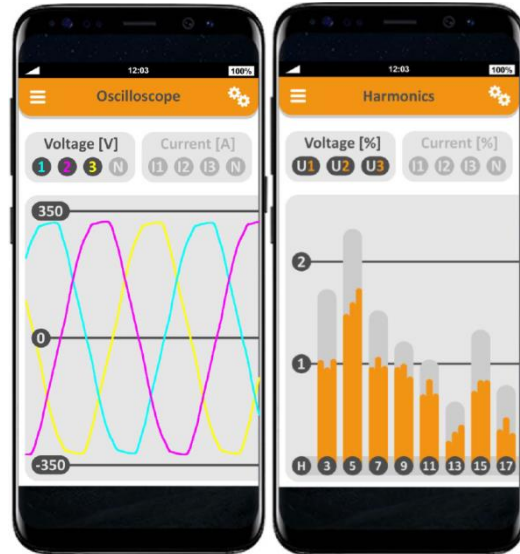 12:03
100%
Oscilloscope
Voltage [V]
1 2 3 N
Current [A]
I1 I2 I3 N
350
0
-350
12:03
100%
Harmonics
Voltage [%]
U1 U2 U3
Current [%]
I1 I2 I3 N
2
1
H 3 5 7 9 11 13 15 17